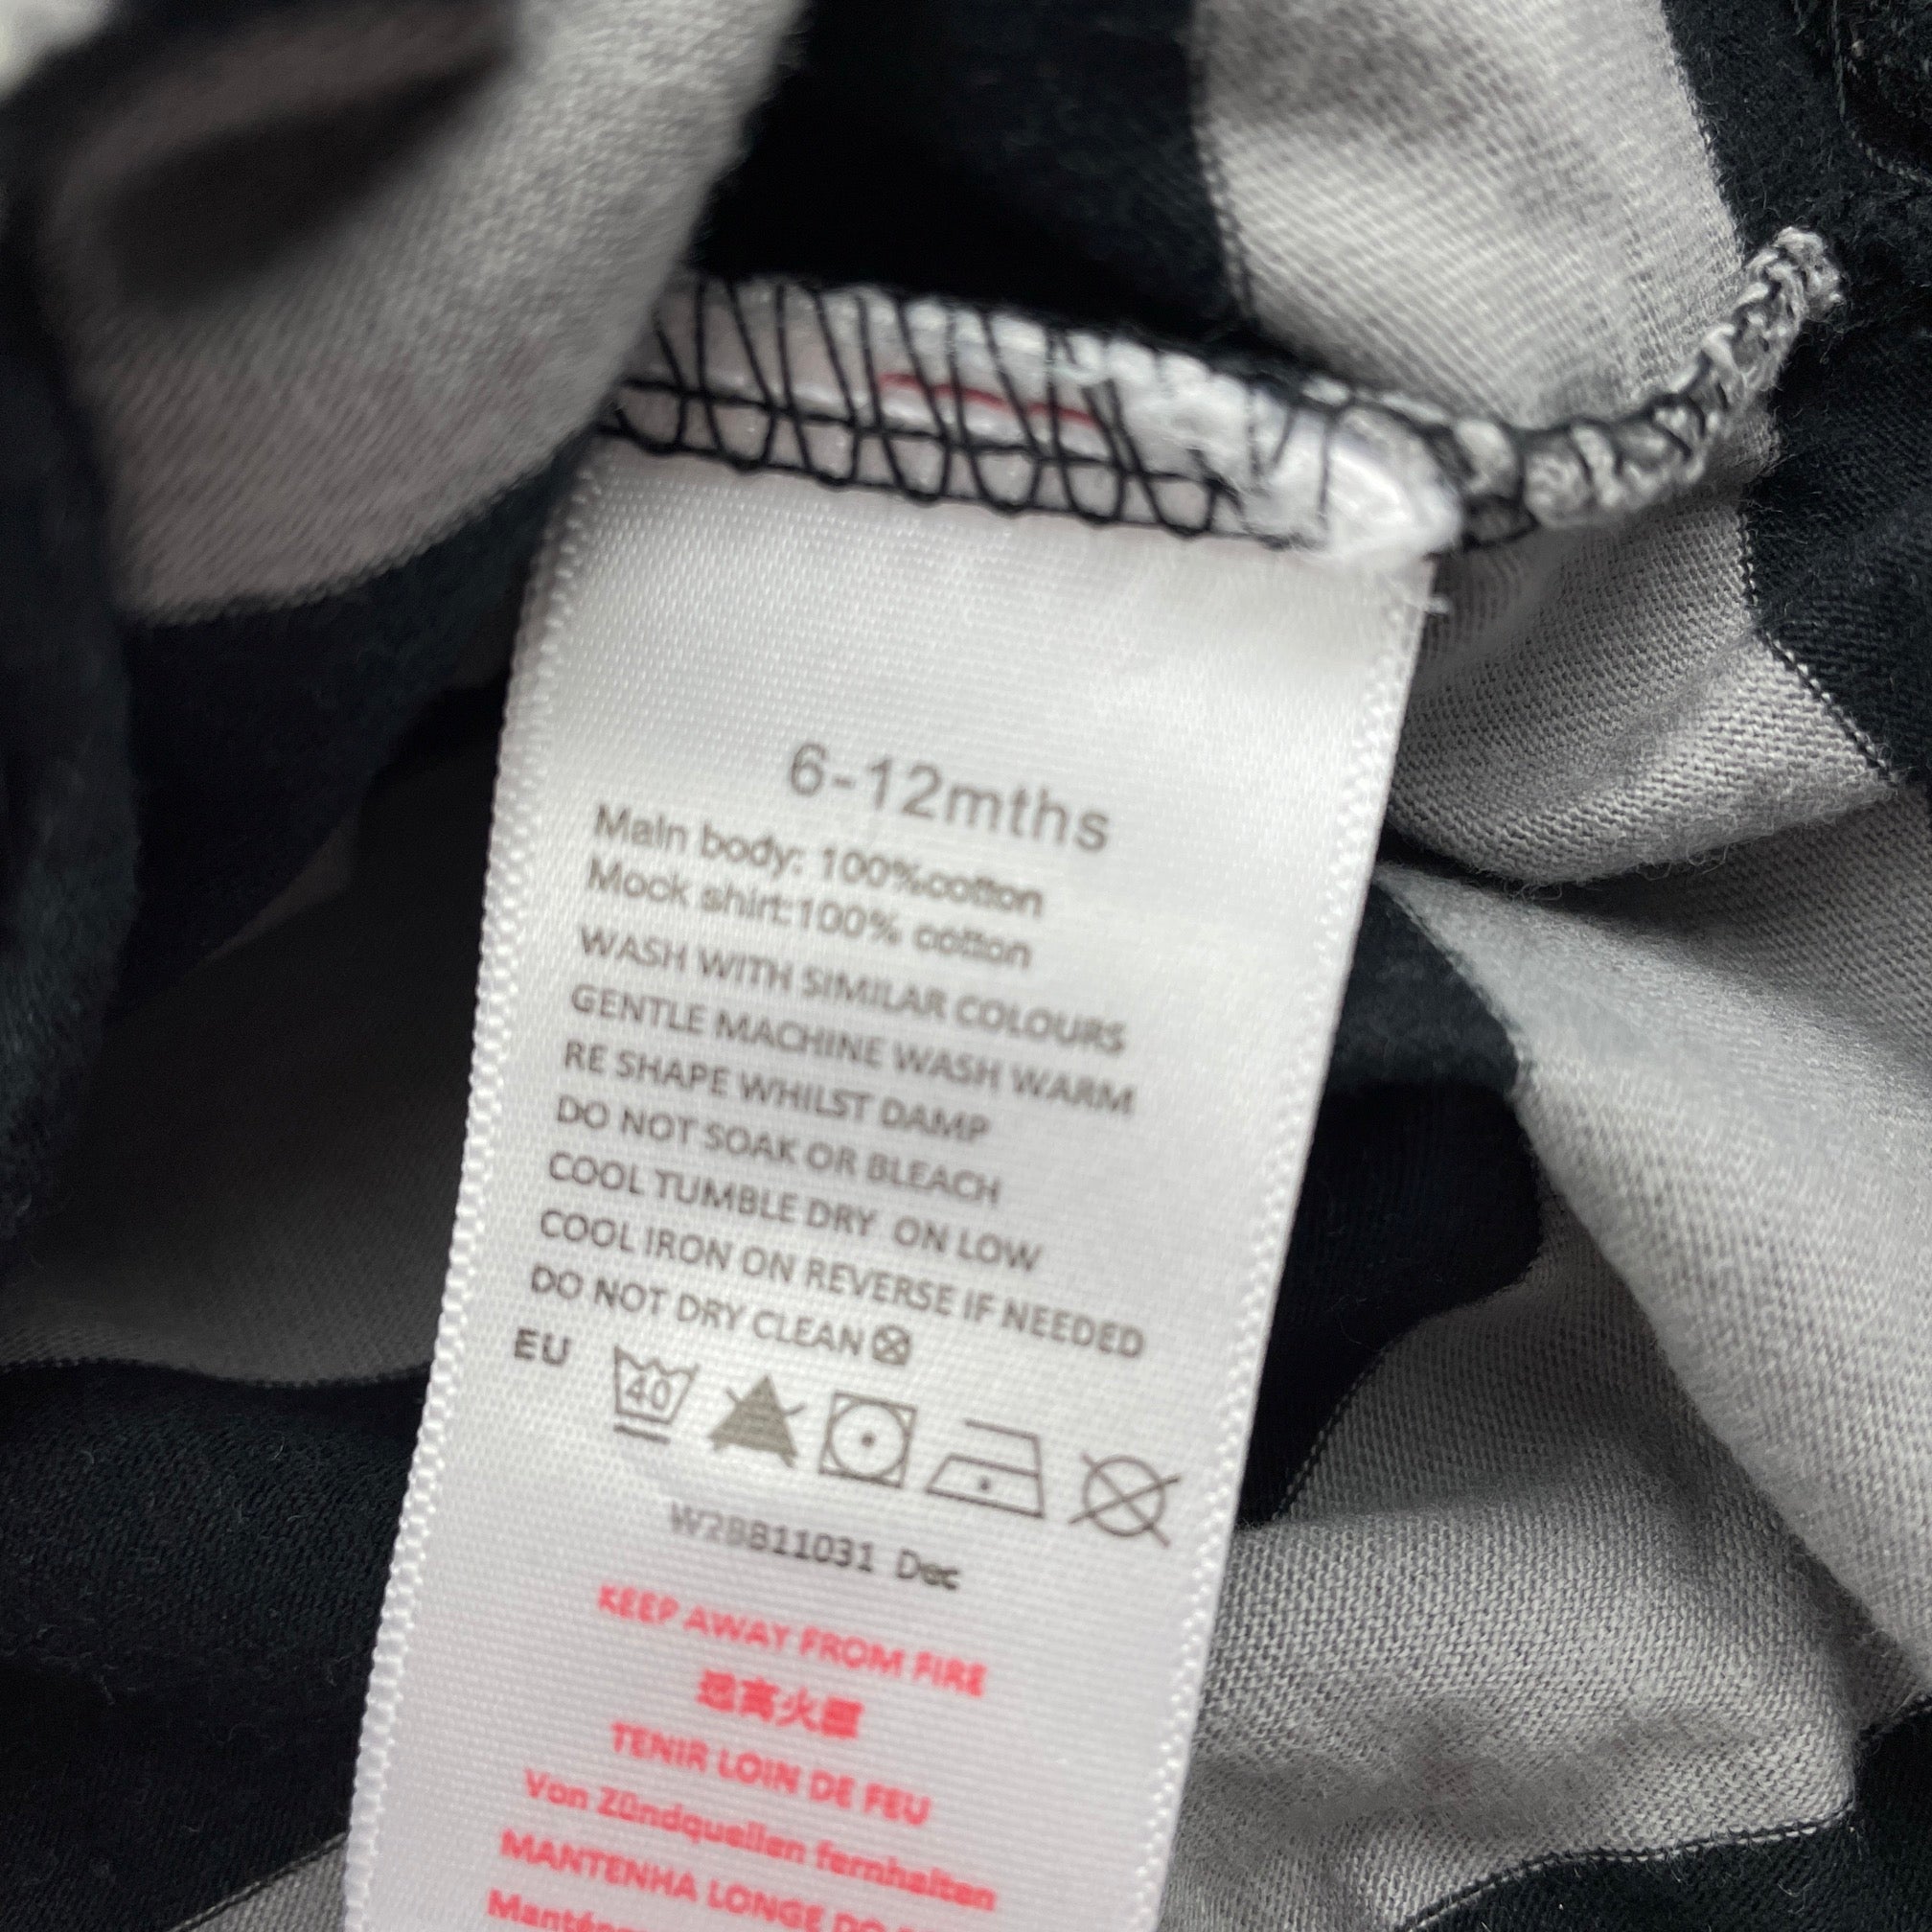 6-12mths
Main body: 100%cotton
Mock shirt:100% cotton
WASH WITH SIMILAR COLOURS
GENTLE MACHINE WASH WARM
RE SHAPE WHILST DAMP
DO NOT SOAK OR BLEACH
COOL TUMBLE DRY ON LOW
COOL IRON ON REVERSE IF NEEDED
DO NOT DRY CLEAN
EU
40
W2BB11031 Dec
KEEP AWAY FROM FIRE
远离火源
TENIR LOIN DE FEU
Von Zündquellen fernhalten
MANTENHA LONGE DO